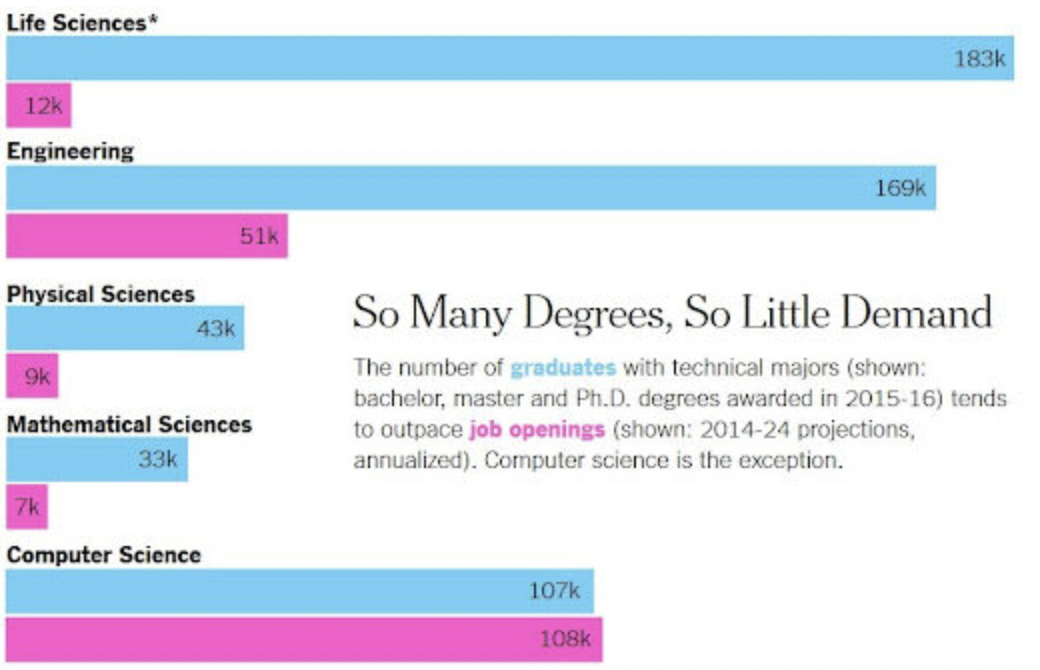 Life Sciences*
183k
12k
Engineering
169k
51k
Physical Sciences
43k
9k
So Many Degrees, So Little Demand
The number of graduates with technical majors (shown:
bachelor, master and Ph.D. degrees awarded in 2015-16) tends
to outpace job openings (shown: 2014-24 projections,
annualized). Computer science is the exception.
Mathematical Sciences
33k
7k
Computer Science
107k
108k